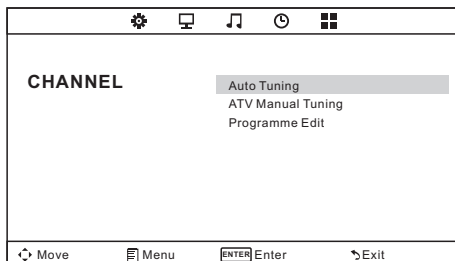 CHANNEL
Auto Tuning
ATV Manual Tuning
Programme Edit
Move Menu ENTER Enter Exit